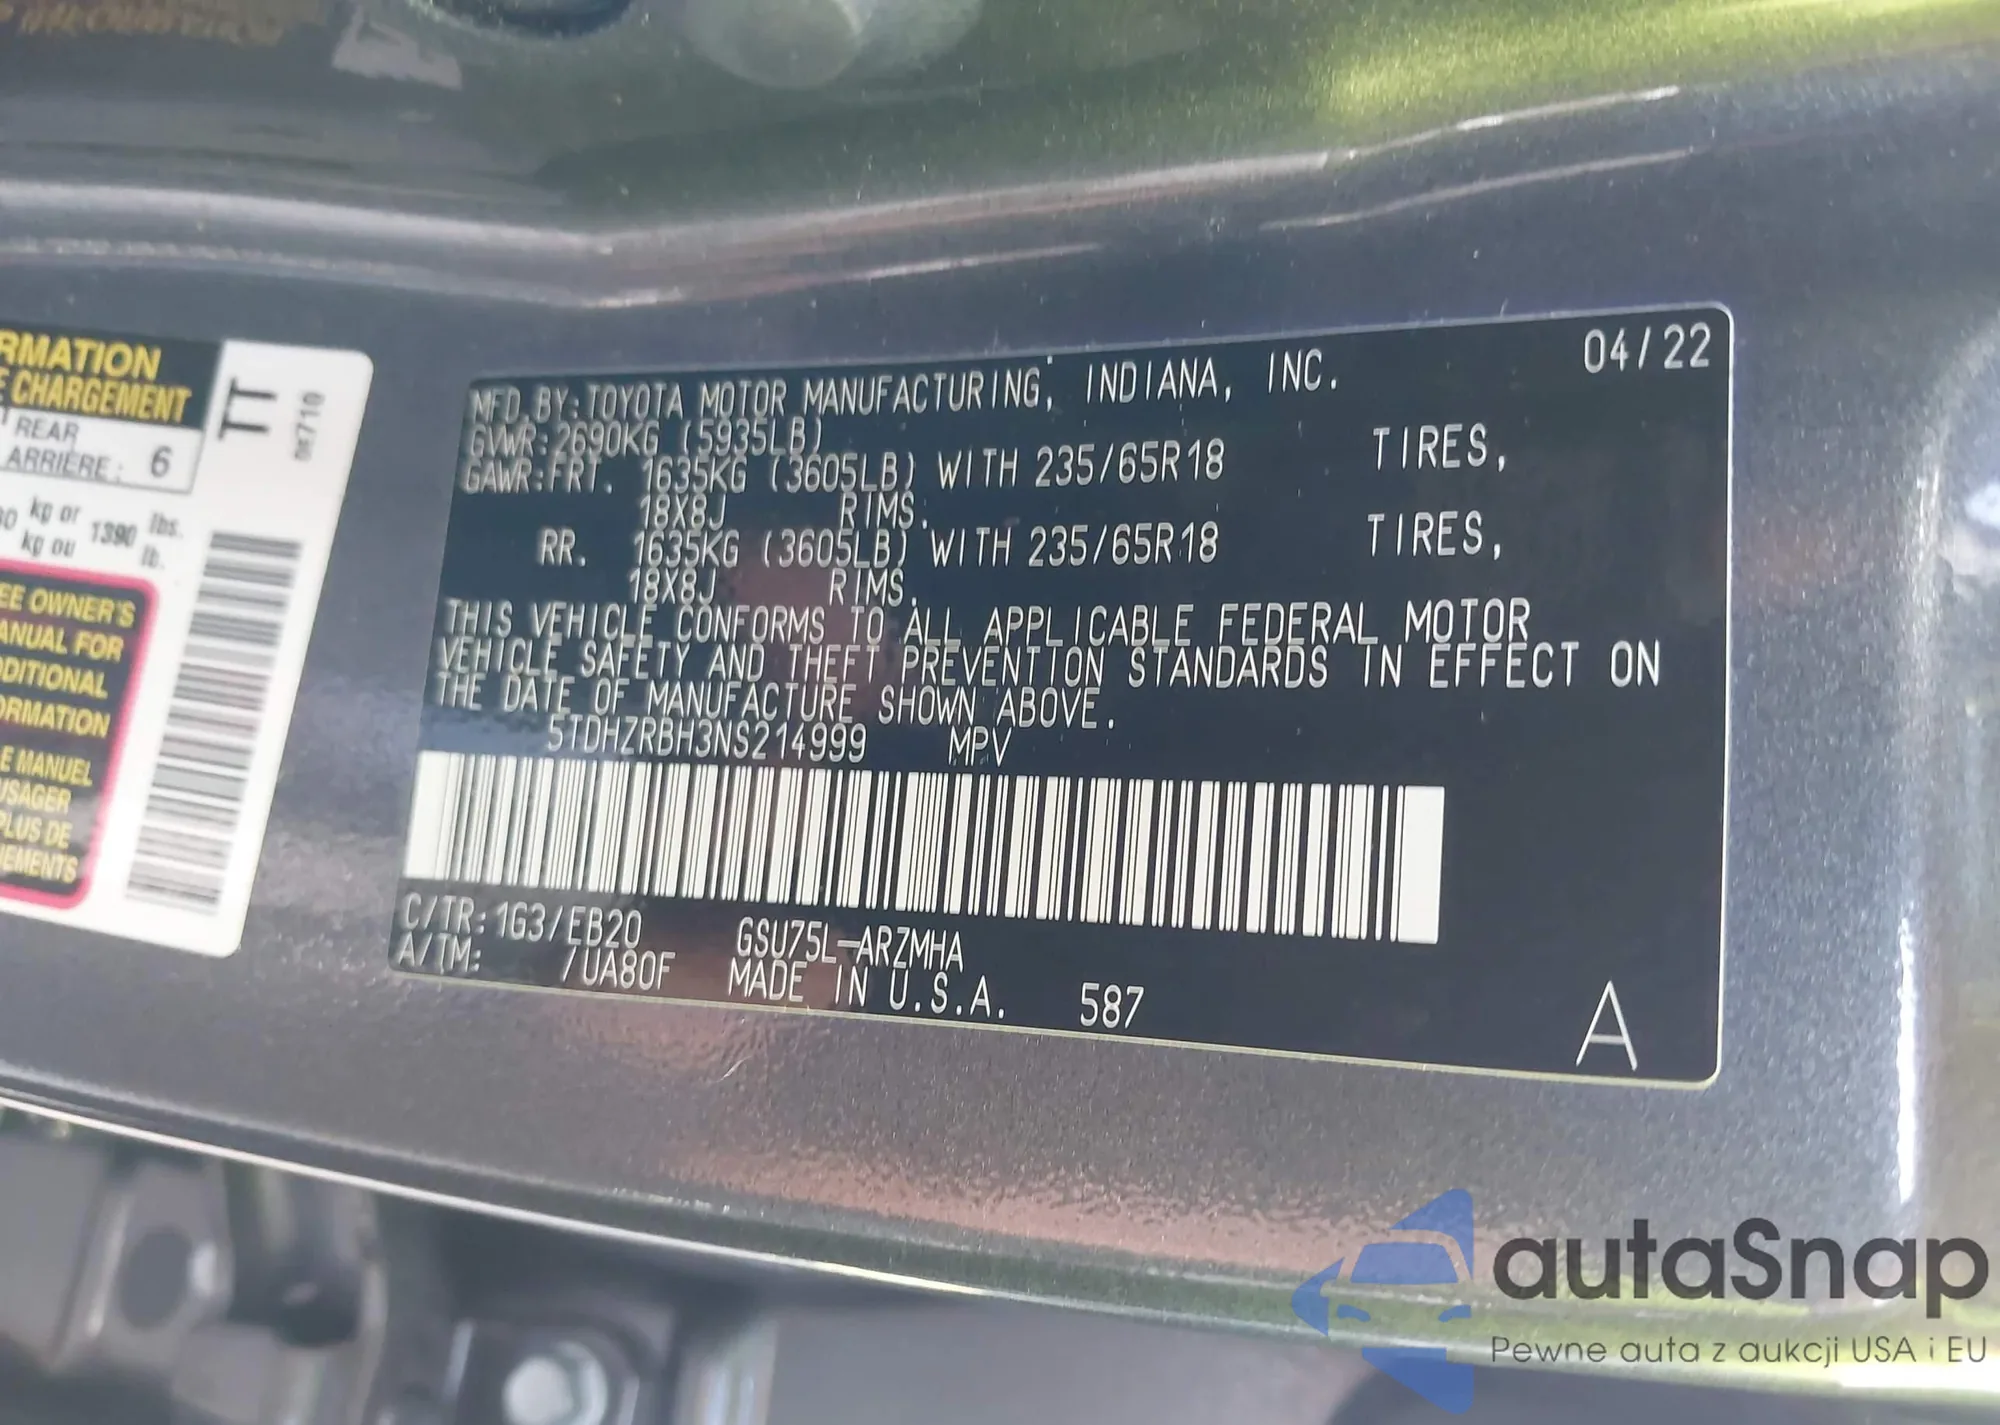 RMATION
E CHARGEMENT
REAR
ARRIÈRE: 6
kg or 1390 lbs.
kg ou lb.
EE OWNER'S
ANUAL FOR
DDITIONAL
ORMATION
E MANUEL
USAGER
PLUS DE
NEMENTS
TT
04/22
MFD.BY:TOYOTA MOTOR MANUFACTURING, INDIANA, INC.
GVWR:2690KG (5935LB)
GAWR:FRT. 1635KG (3605LB) WITH 235/65R18 TIRES,
18X8J RIMS.
RR. 1635KG (3605LB) WITH 235/65R18 TIRES,
18X8J RIMS.
THIS VEHICLE CONFORMS TO ALL APPLICABLE FEDERAL MOTOR
VEHICLE SAFETY AND THEFT PREVENTION STANDARDS IN EFFECT ON
THE DATE OF MANUFACTURE SHOWN ABOVE.
5TDHZRBH3NS214999 MPV
C/TR:1G3/EB20 GSU75L-ARZMHA
A/TM: /UA80F MADE IN U.S.A. 587
A
autaSnap
Pewne auta z aukcji USA i EU